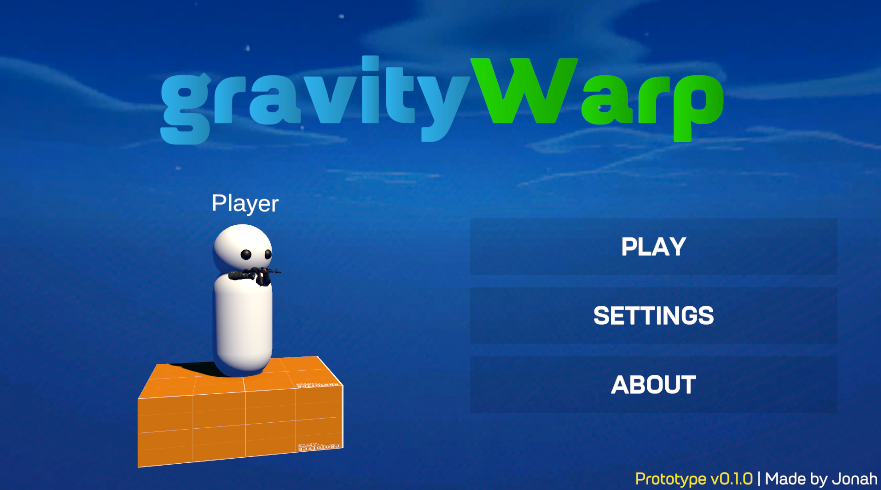 gravityWarp
Player
PLAY
SETTINGS
ABOUT
Prototype v0.1.0 | Made by Jonah